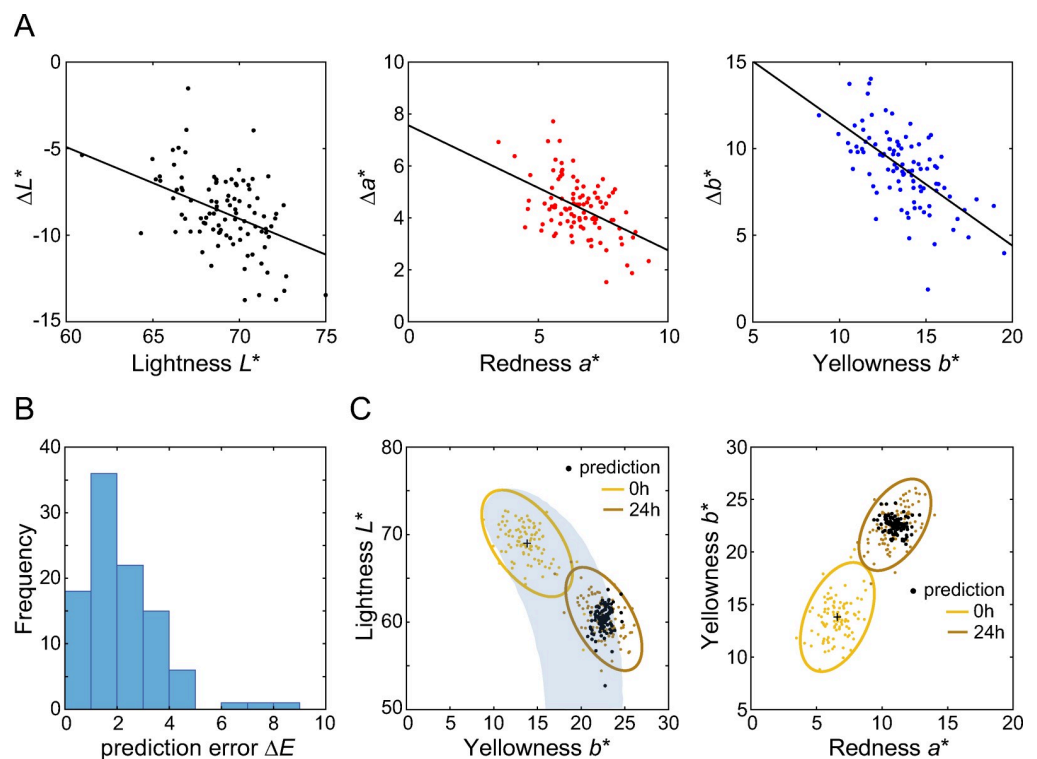 A
0
-5
-10
-15
ΔL*
60
65
70
75
Lightness L*
10
8
6
4
2
0
Δa*
0
5
10
Redness a*
15
10
5
0
Δb*
5
10
15
20
Yellowness b*
B
40
30
20
10
0
Frequency
0
2
4
6
8
10
prediction error ΔE
C
80
70
60
50
Lightness L*
prediction
0h
24h
0
5
10
15
20
25
30
Yellowness b*
30
25
20
15
10
5
Yellowness b*
prediction
0h
24h
0
5
10
15
20
Redness a*